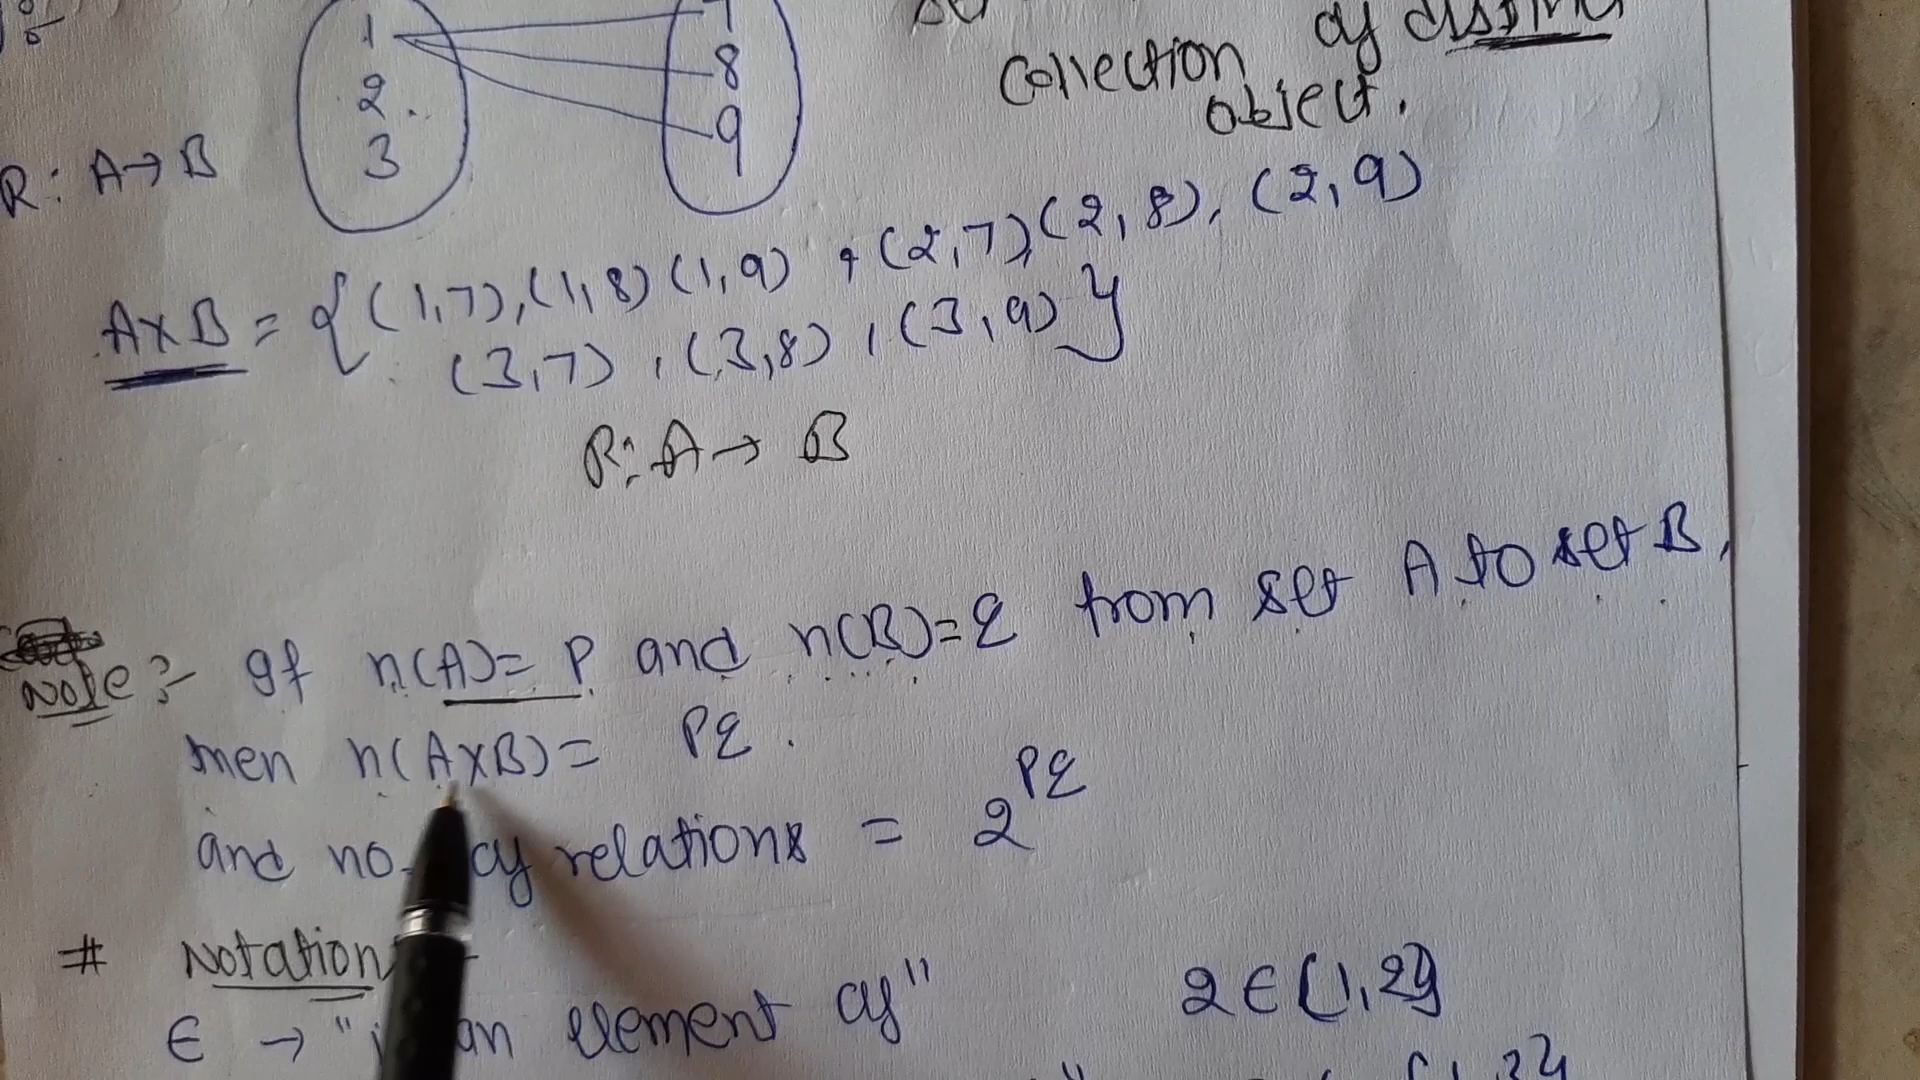 1 7
collection of distinct
2 8
object.
3 9
R: A→B
A×B = {(1,7),(1,8)(1,9),(2,7),(2,8),(2,9)
(3,7),(3,8),(3,9)}
R: A→B
Note:- If n(A)= P and n(B)=q from set A to set B,
then n(A×B)= Pq.
and no. of relations = 2^Pq
# Notation
∈ → " an element of" 2∈{1,2}